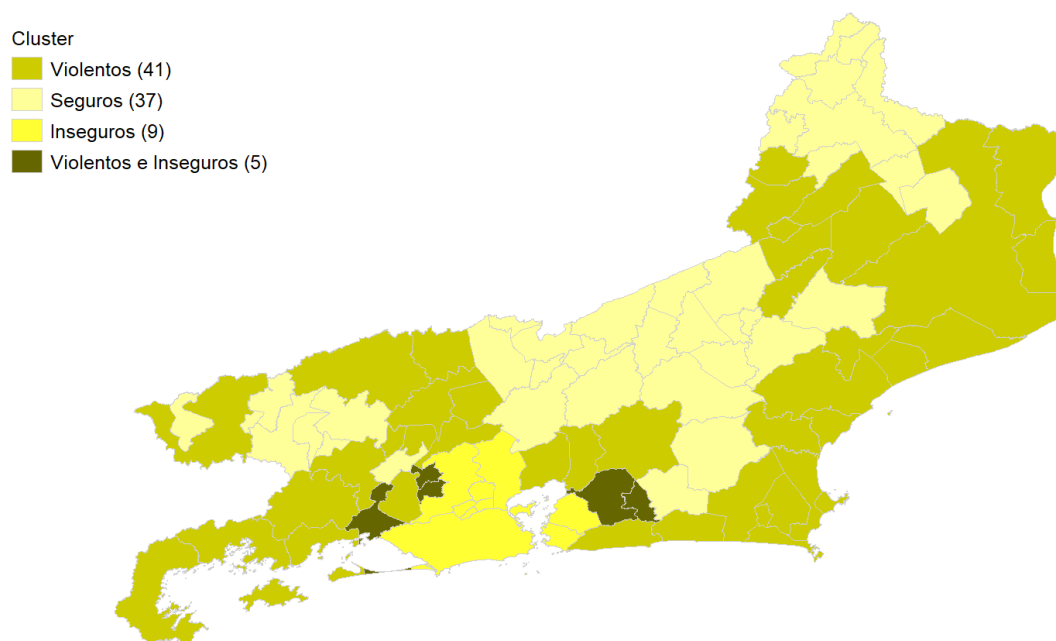 Cluster
Violentos (41)
Seguros (37)
Inseguros (9)
Violentos e Inseguros (5)